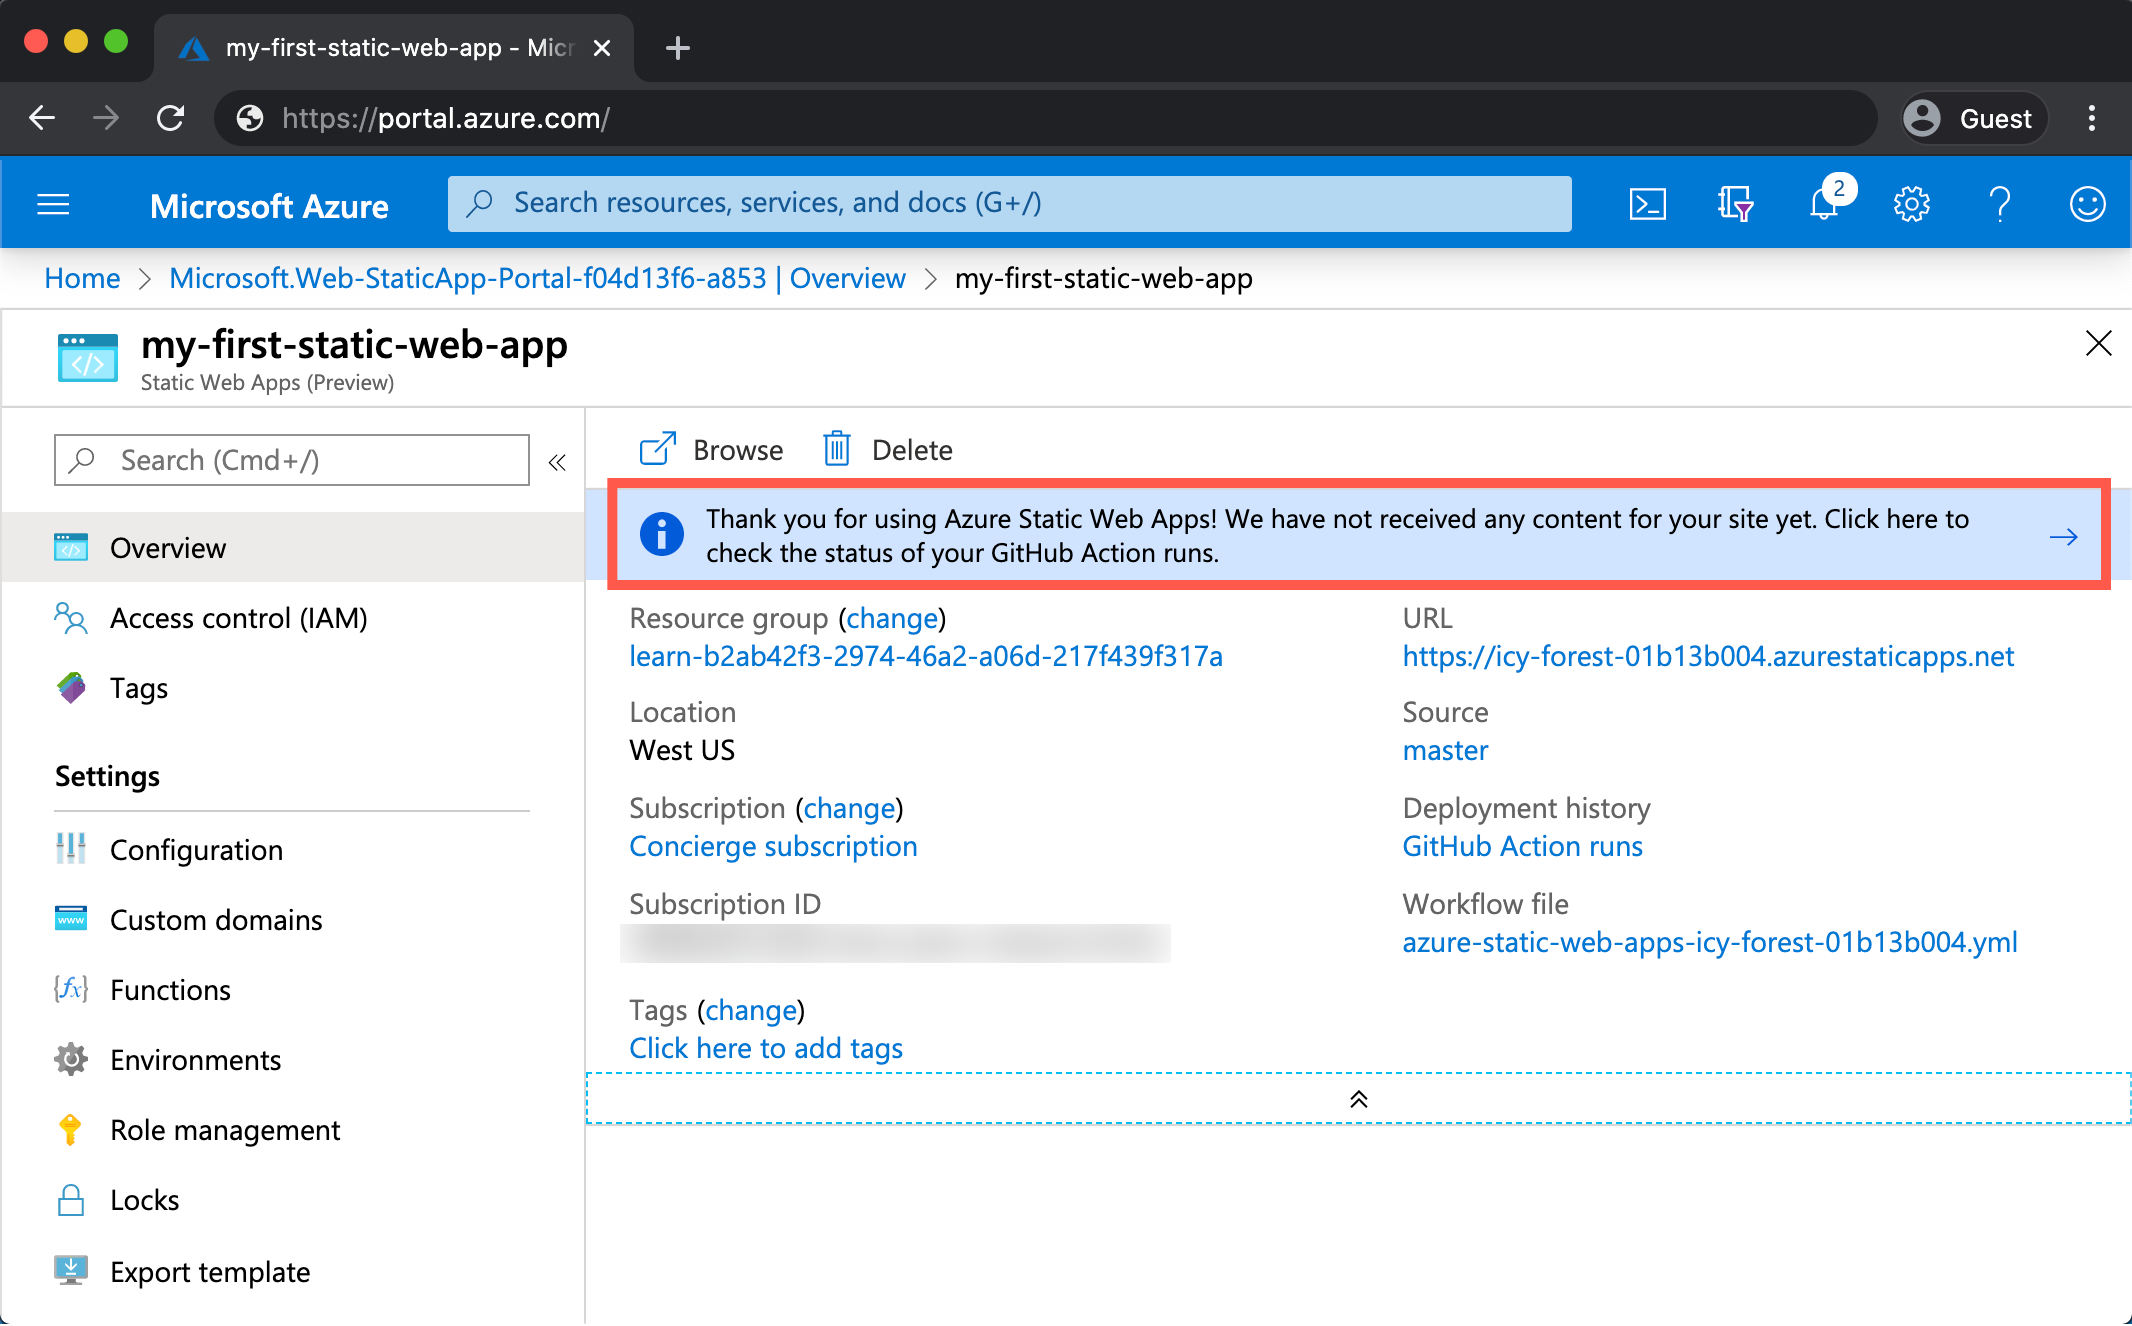 my-first-static-web-app - Micr
https://portal.azure.com/
Guest
Microsoft Azure
Search resources, services, and docs (G+/)
2
Home > Microsoft.Web-StaticApp-Portal-f04d13f6-a853 | Overview > my-first-static-web-app
my-first-static-web-app
Static Web Apps (Preview)
Search (Cmd+/)
Overview
Access control (IAM)
Tags
Settings
Configuration
www
Custom domains
Functions
Environments
Role management
Locks
Export template
Browse
Delete
Thank you for using Azure Static Web Apps! We have not received any content for your site yet. Click here to
check the status of your GitHub Action runs.
Resource group (change)
learn-b2ab42f3-2974-46a2-a06d-217f439f317a
Location
West US
Subscription (change)
Concierge subscription
Subscription ID
Tags (change)
Click here to add tags
URL
https://icy-forest-01b13b004.azurestaticapps.net
Source
master
Deployment history
GitHub Action runs
Workflow file
azure-static-web-apps-icy-forest-01b13b004.yml